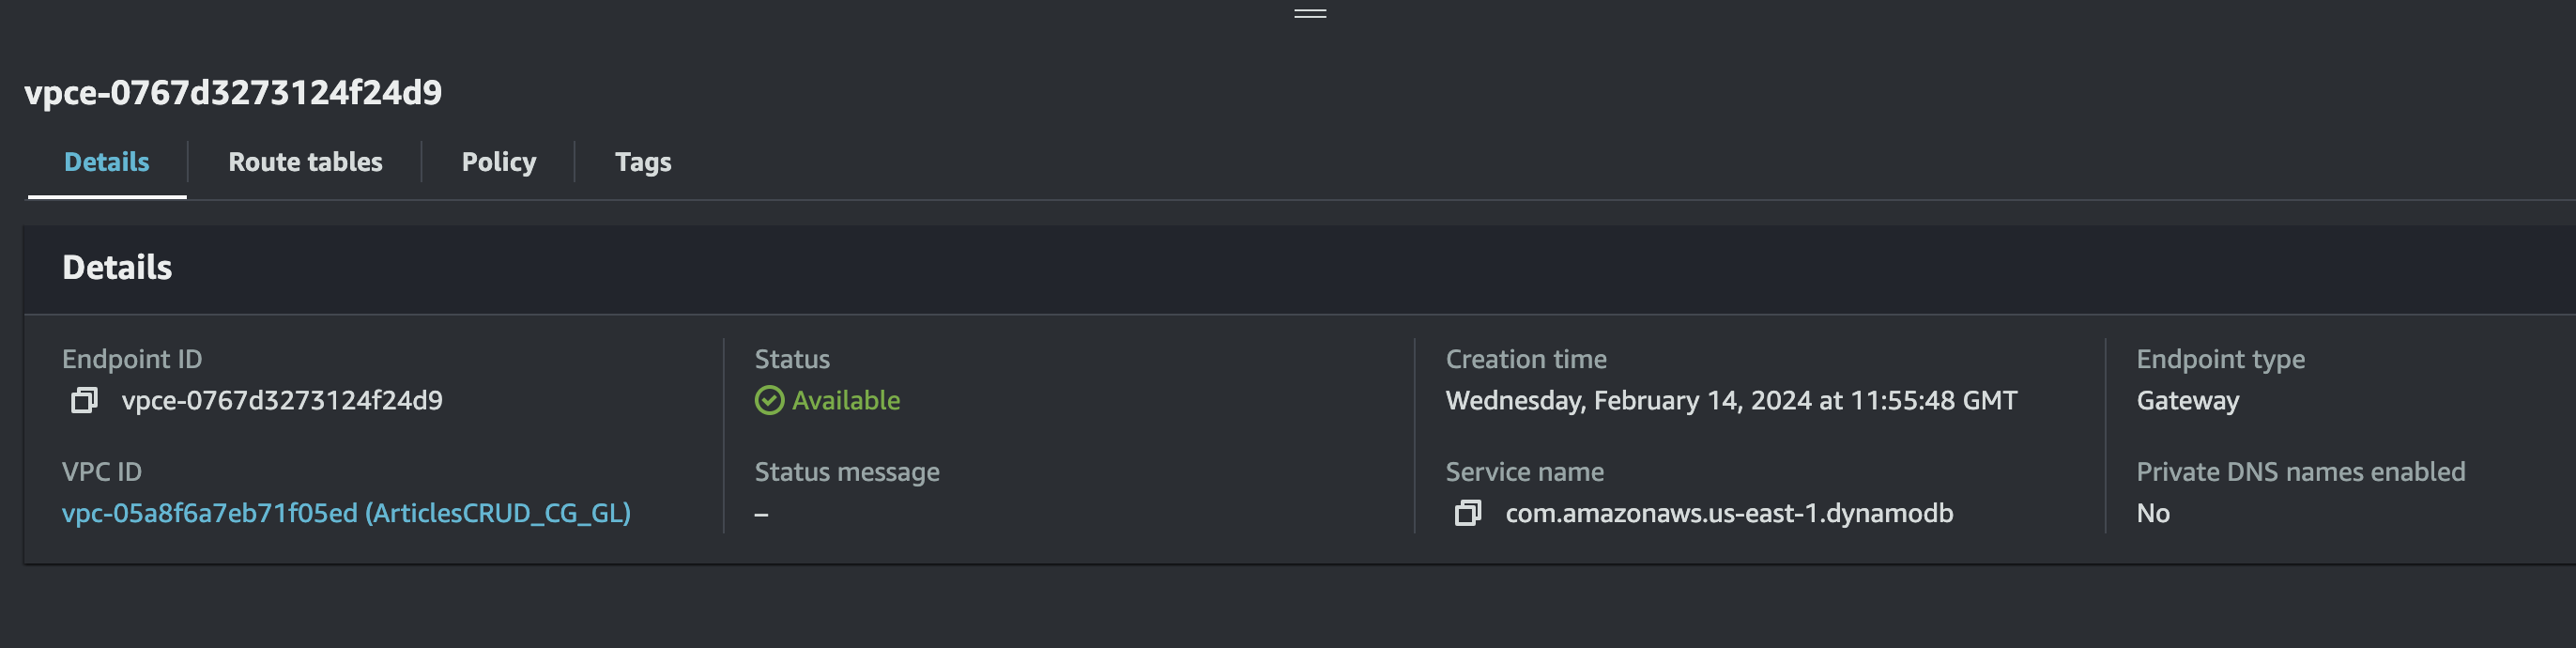 vpce-0767d3273124f24d9
Details Route tables Policy Tags
Details
Endpoint ID Status Creation time Endpoint type
vpce-0767d3273124f24d9 Available Wednesday, February 14, 2024 at 11:55:48 GMT Gateway
VPC ID Status message Service name Private DNS names enabled
vpc-05a8f6a7eb71f05ed (ArticlesCRUD_CG_GL) – com.amazonaws.us-east-1.dynamodb No